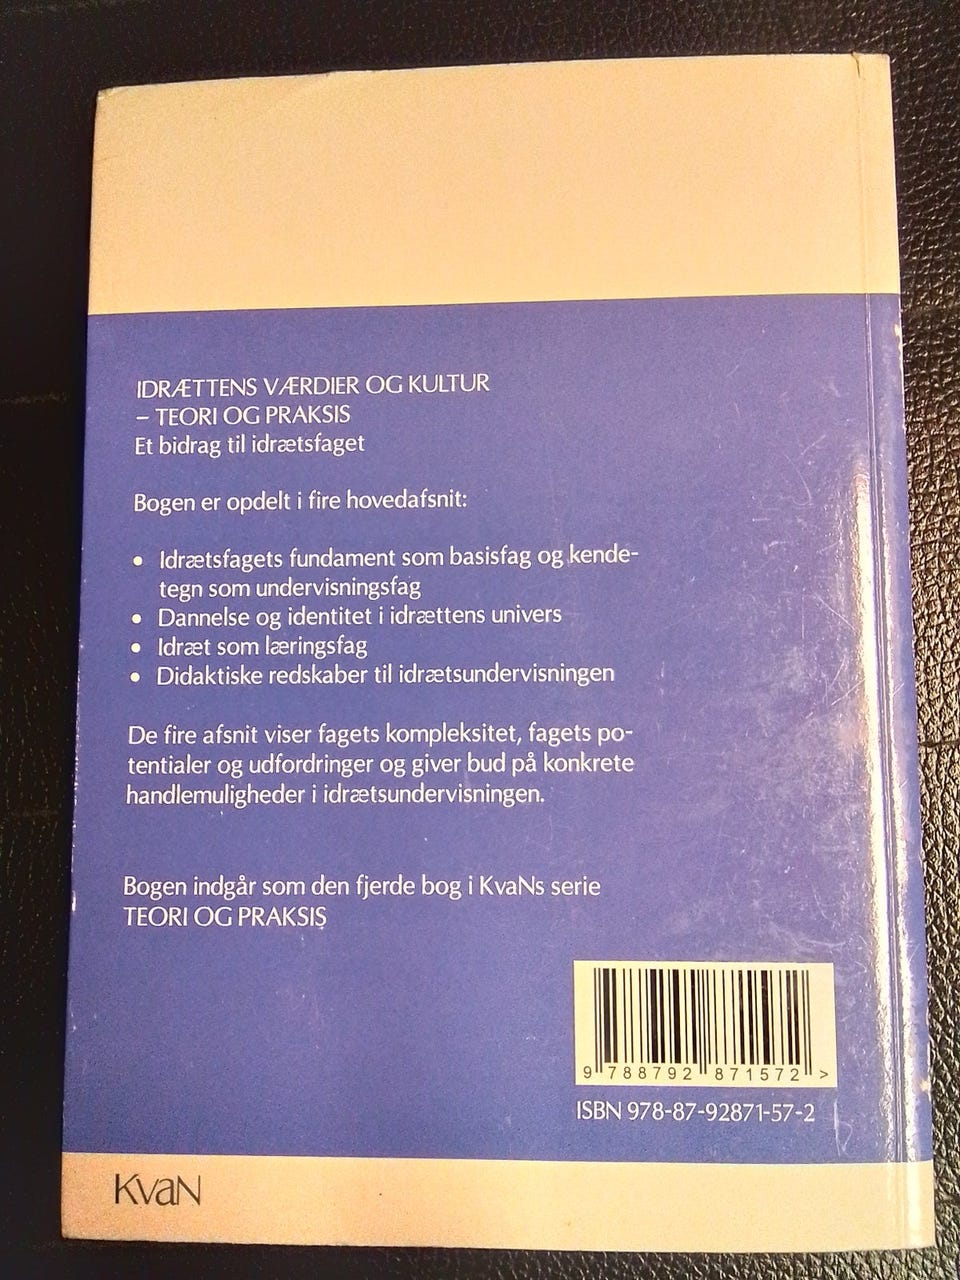 IDRÆTTENS VÆRDIER OG KULTUR
– TEORI OG PRAKSIS
Et bidrag til idrætsfaget
Bogen er opdelt i fire hovedafsnit:
• Idrætsfagets fundament som basisfag og kende-
tegn som undervisningsfag
• Dannelse og identitet i idrættens univers
• Idræt som læringsfag
• Didaktiske redskaber til idrætsundervisningen
De fire afsnit viser fagets kompleksitet, fagets po-
tentialer og udfordringer og giver bud på konkrete
handlemuligheder i idrætsundervisningen.
Bogen indgår som den fjerde bog i KvaNs serie
TEORI OG PRAKSIS
9 788792 871572 >
ISBN 978-87-92871-57-2
KvaN